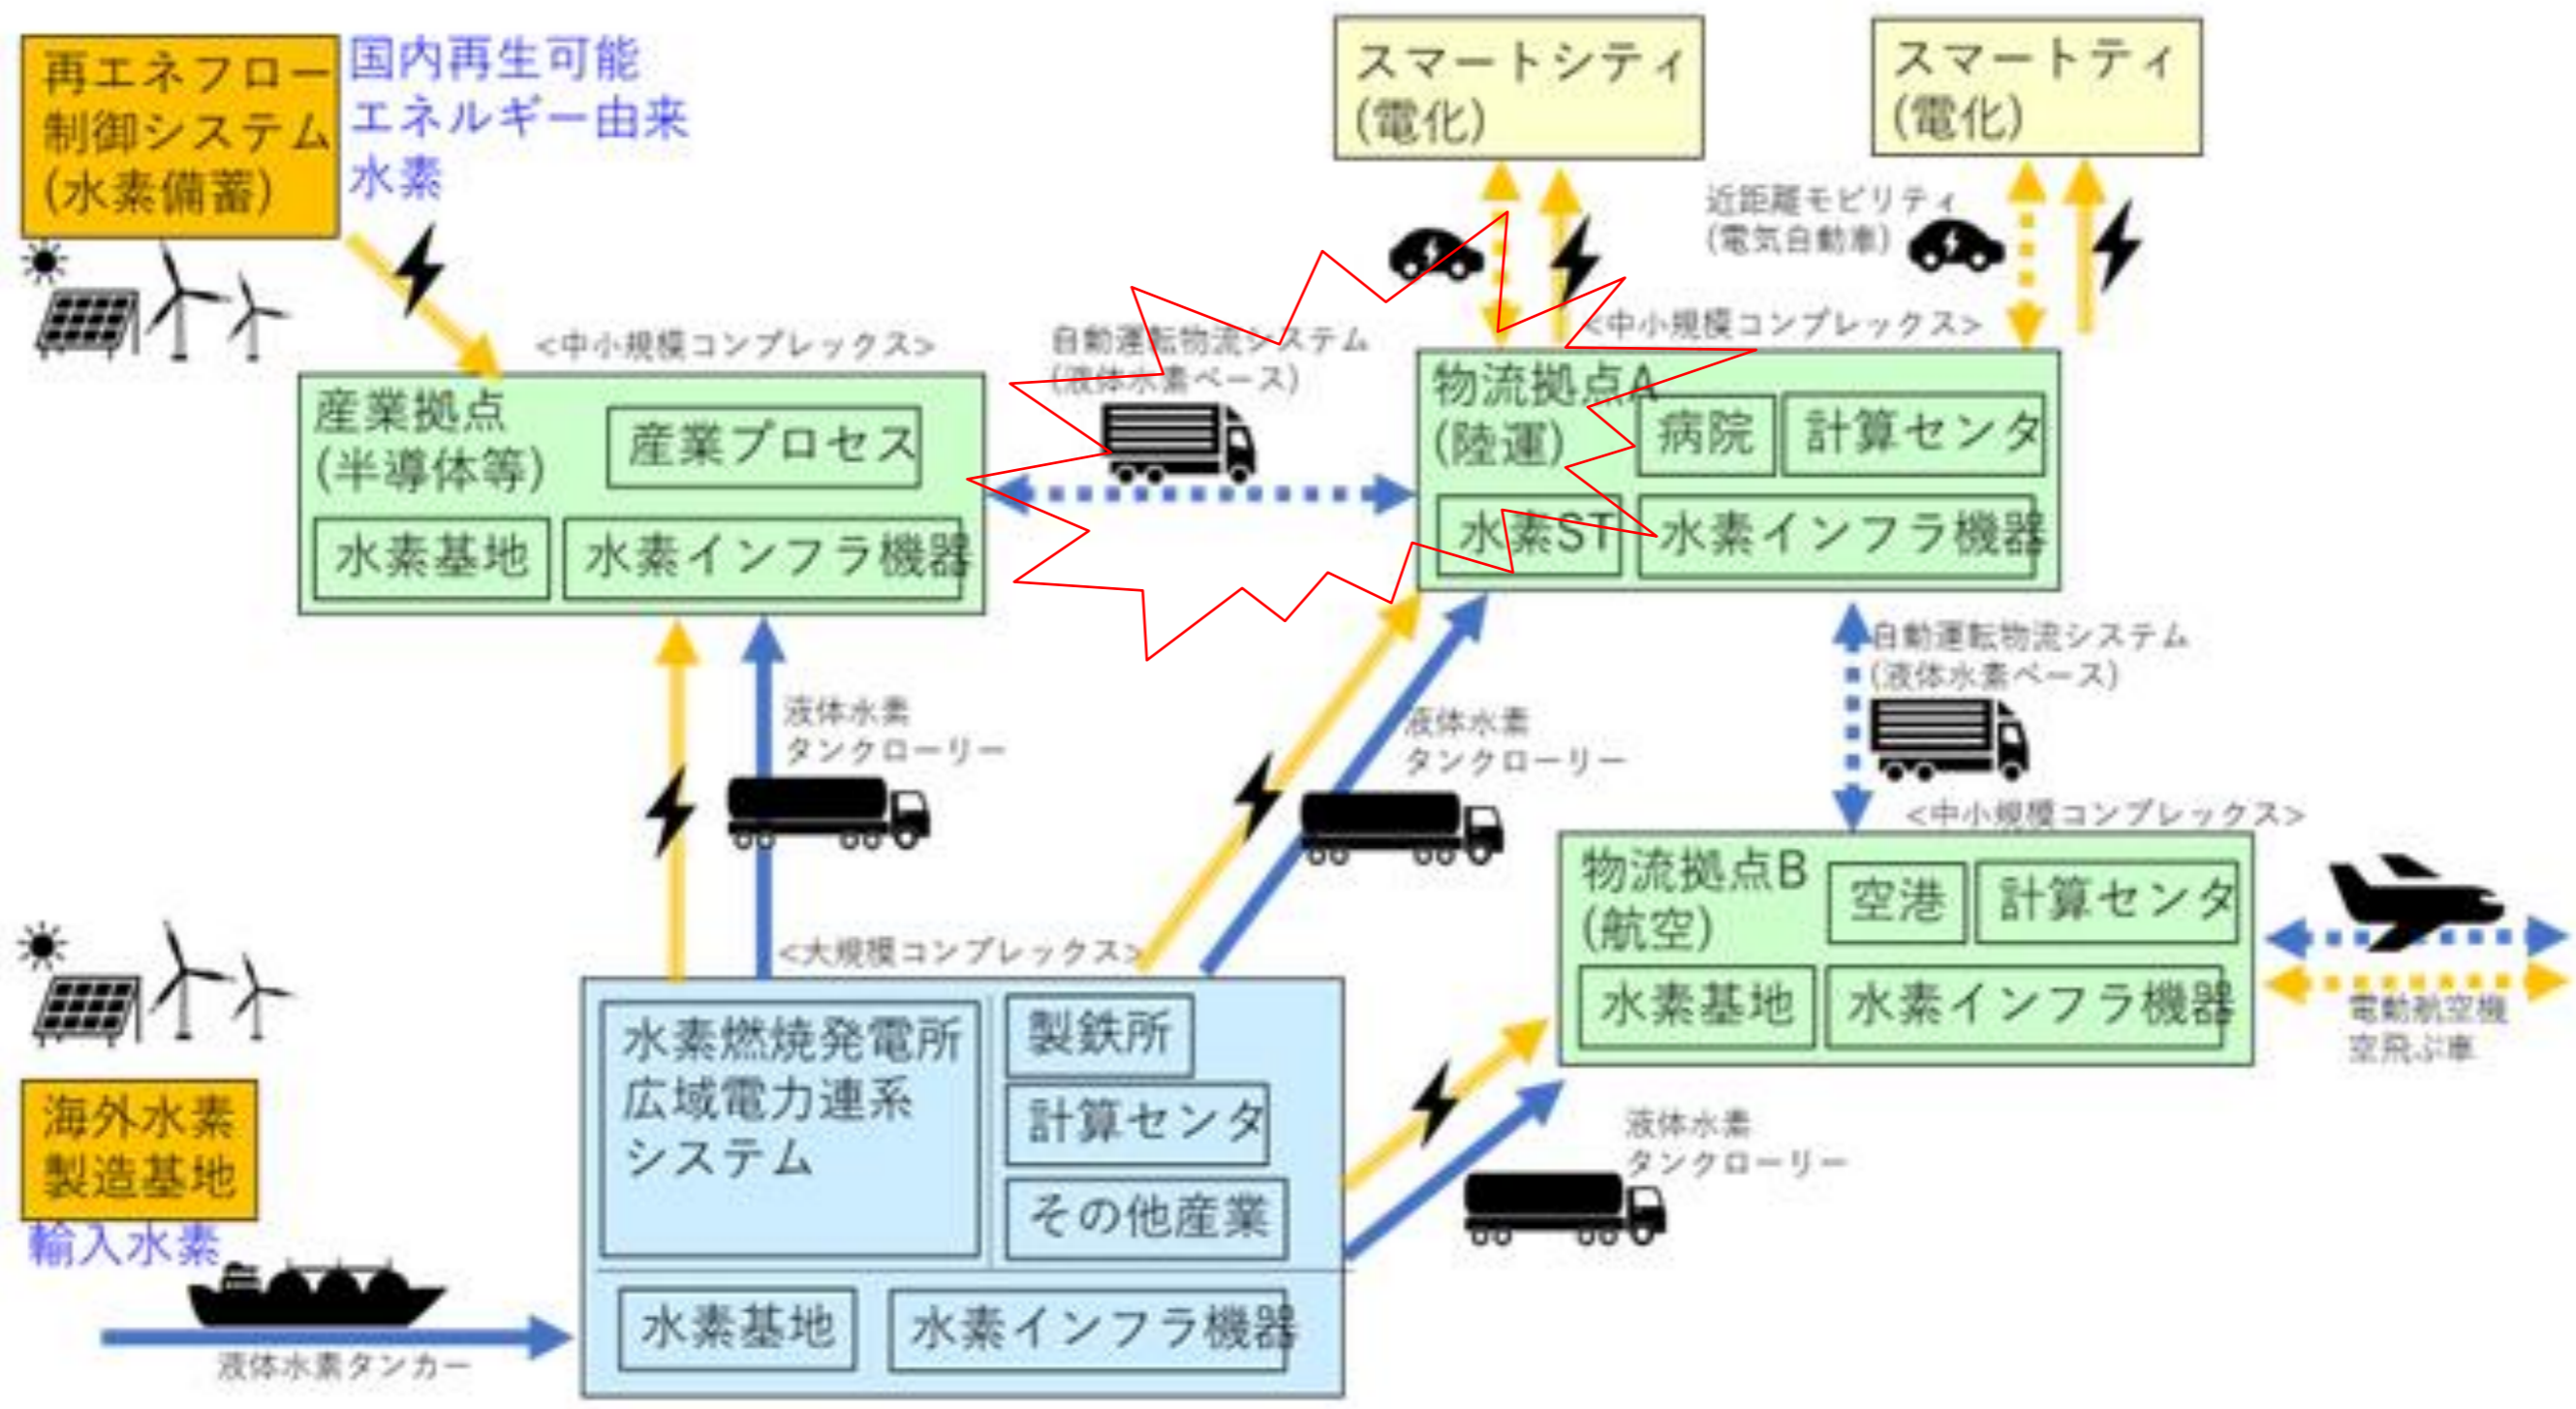 再エネフロー
制御システム
(水素備蓄)
国内再生可能
エネルギー由来
水素
スマートシティ
(電化)
スマートティ
(電化)
近距離モビリティ
(電気自動車)
<中小規模コンプレックス>
産業拠点
(半導体等)
産業プロセス
水素基地
水素インフラ機器
自動運転物流システム
(液体水素ベース)
<中小規模コンプレックス>
物流拠点A
(陸運)
病院
計算センタ
水素ST
水素インフラ機器
液体水素
タンクローリー
液体水素
タンクローリー
自動運転物流システム
(液体水素ベース)
<中小規模コンプレックス>
物流拠点B
(航空)
空港
計算センタ
水素基地
水素インフラ機器
電動航空機
空飛ぶ車
<大規模コンプレックス>
水素燃焼発電所
広域電力連系
システム
製鉄所
計算センタ
その他産業
水素基地
水素インフラ機器
液体水素
タンクローリー
海外水素
製造基地
輸入水素
液体水素タンカー